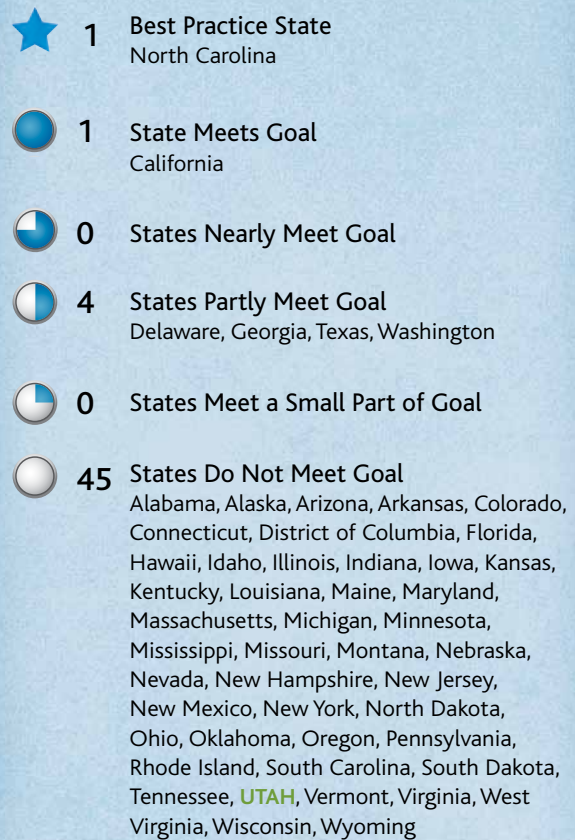 1 Best Practice State
North Carolina
1 State Meets Goal
California
0 States Nearly Meet Goal
4 States Partly Meet Goal
Delaware, Georgia, Texas, Washington
0 States Meet a Small Part of Goal
45 States Do Not Meet Goal
Alabama, Alaska, Arizona, Arkansas, Colorado,
Connecticut, District of Columbia, Florida,
Hawaii, Idaho, Illinois, Indiana, Iowa, Kansas,
Kentucky, Louisiana, Maine, Maryland,
Massachusetts, Michigan, Minnesota,
Mississippi, Missouri, Montana, Nebraska,
Nevada, New Hampshire, New Jersey,
New Mexico, New York, North Dakota,
Ohio, Oklahoma, Oregon, Pennsylvania,
Rhode Island, South Carolina, South Dakota,
Tennessee, UTAH, Vermont, Virginia, West
Virginia, Wisconsin, Wyoming